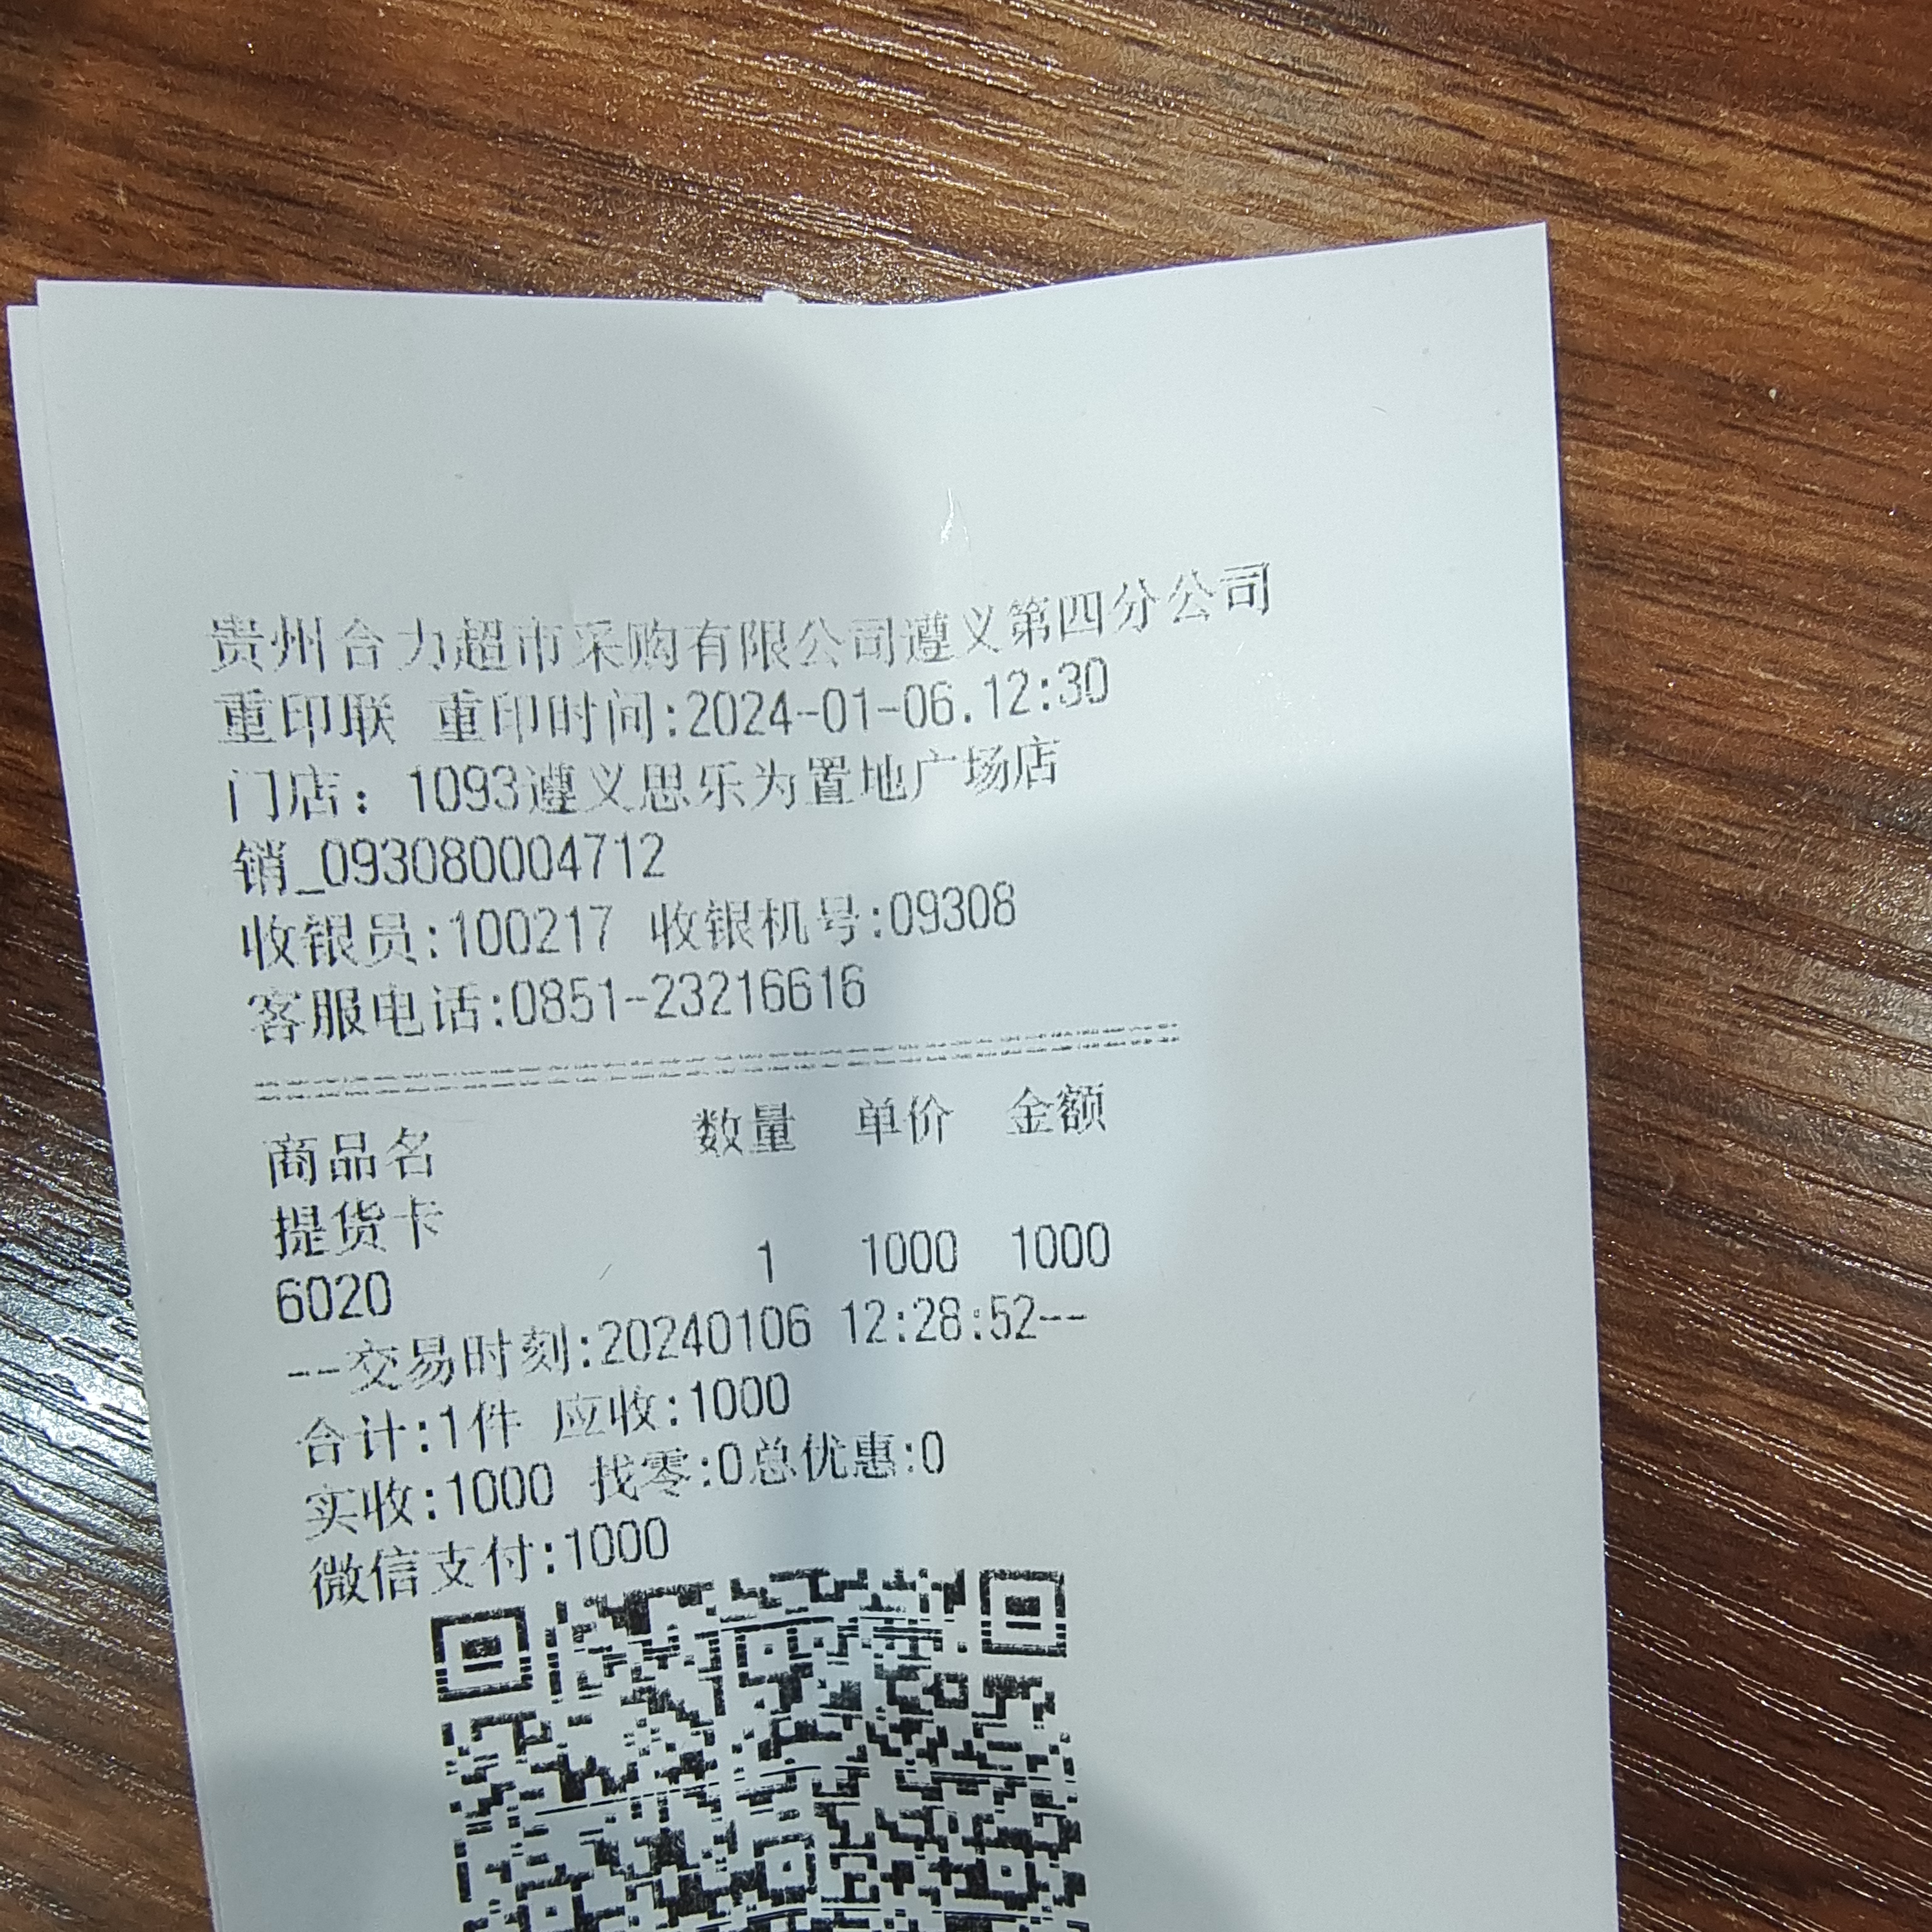 贵州合力超市采购有限公司遵义第四分公司
重印联 重印时间:2024-01-06.12:30
门店：1093遵义思乐为置地广场店
销_093080004712
收银员:100217 收银机号:09308
客服电话:0851-23216616
商品名 数量 单价 金额
提货卡
6020 1 1000 1000
--交易时刻:20240106 12:28:52--
合计:1件 应收:1000
实收:1000 找零:0总优惠:0
微信支付:1000